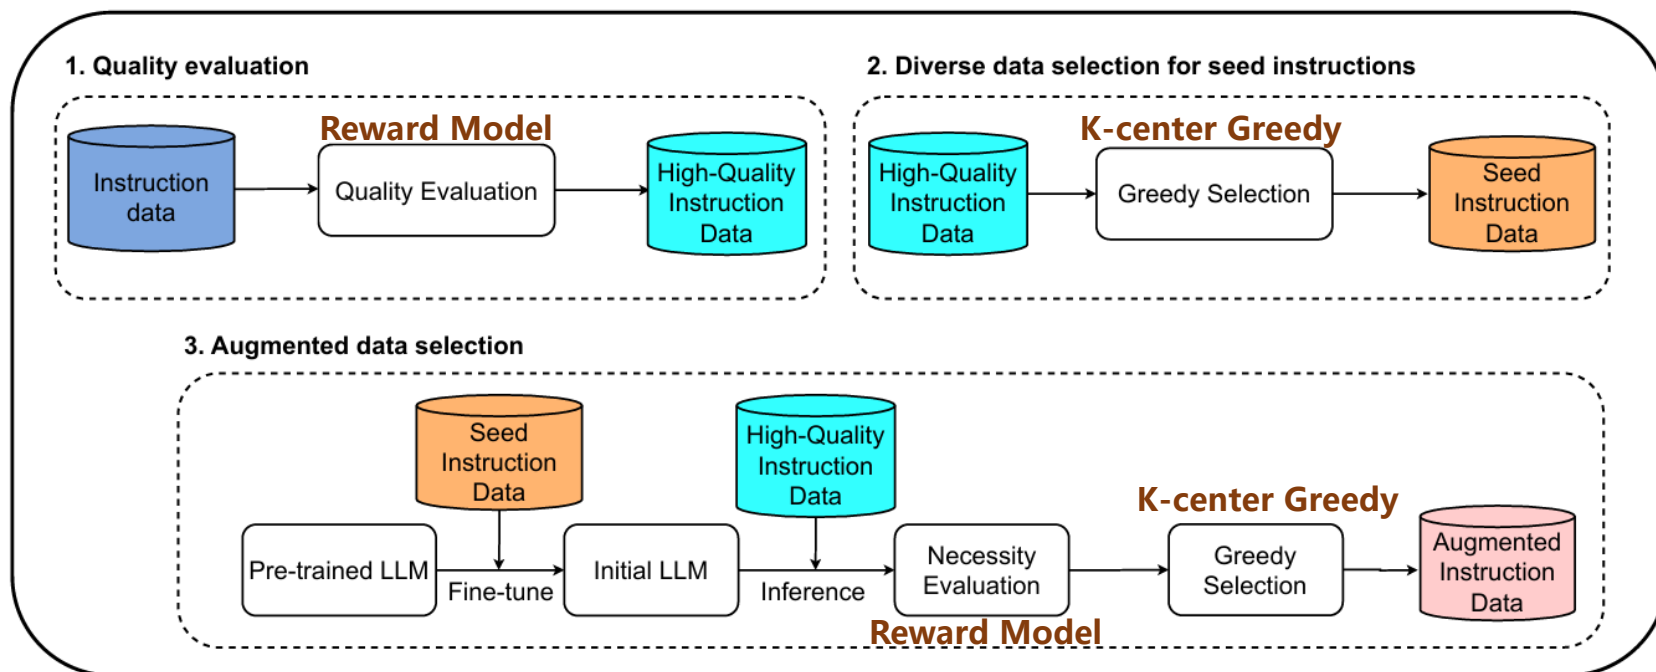 1. Quality evaluation
Reward Model
Instruction
data
Quality Evaluation
High-Quality
Instruction
Data
2. Diverse data selection for seed instructions
K-center Greedy
High-Quality
Instruction
Data
Greedy Selection
Seed
Instruction
Data
3. Augmented data selection
Seed
Instruction
Data
High-Quality
Instruction
Data
Pre-trained LLM
Fine-tune
Initial LLM
Inference
Necessity
Evaluation
Reward Model
K-center Greedy
Greedy
Selection
Augmented
Instruction
Data